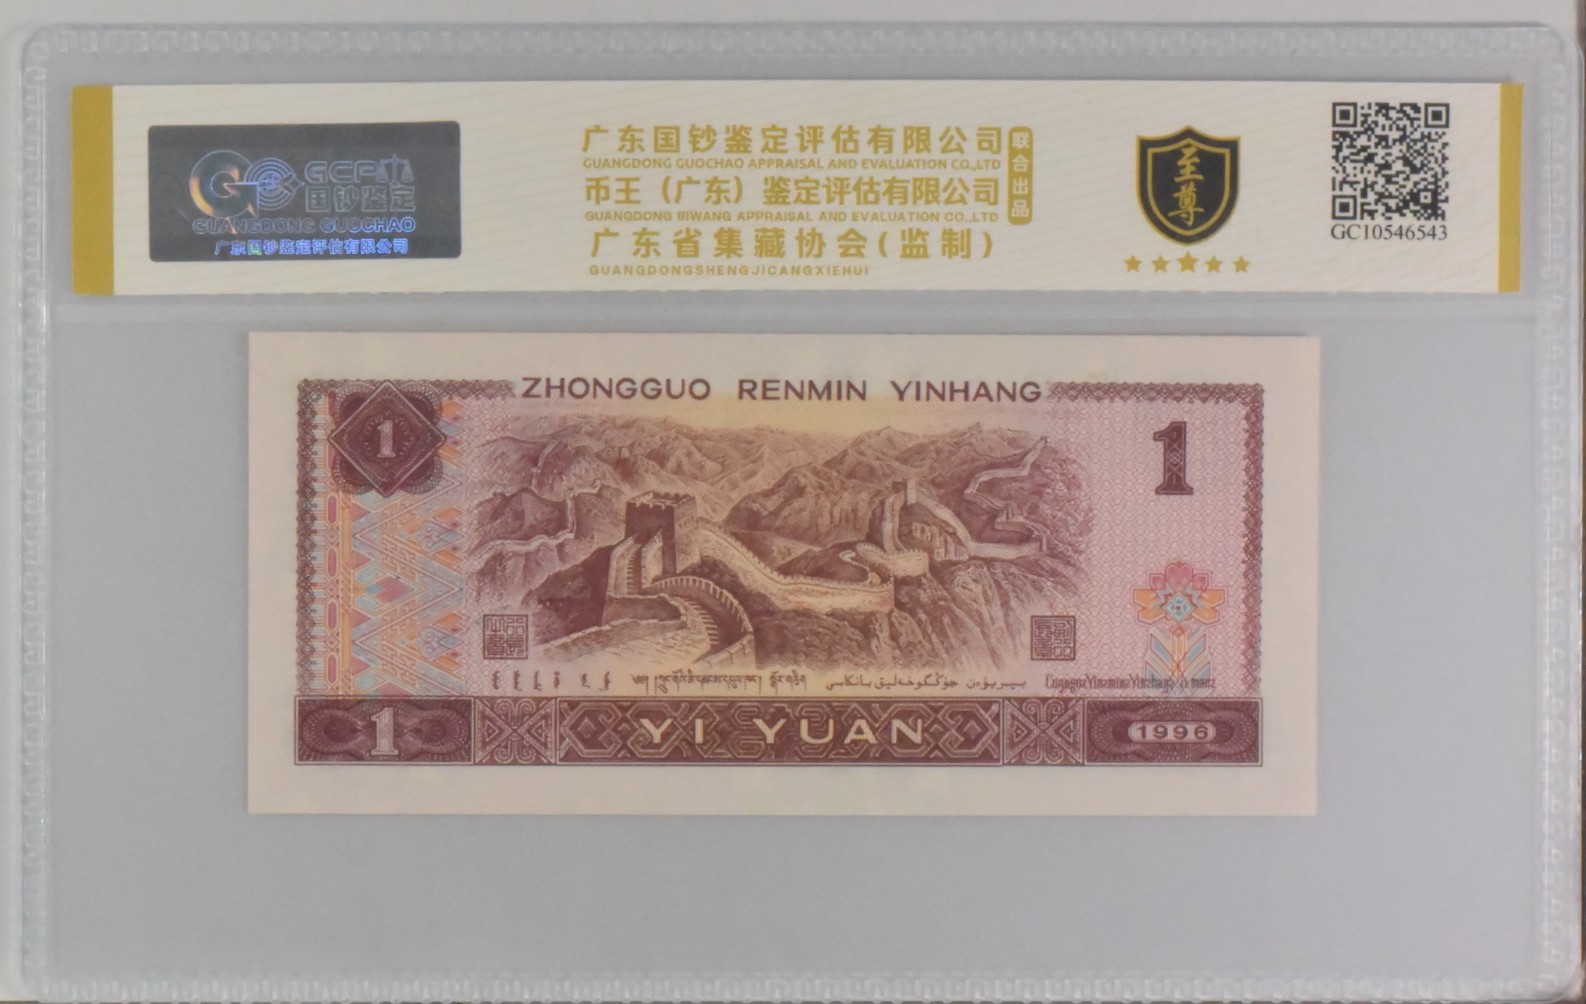 GCPA
国钞鉴定
GUANGDONG GUOCHAO
广东国钞鉴定评估有限公司
广东国钞鉴定评估有限公司
GUANGDONG GUOCHAO APPRAISAL AND EVALUATION CO.,LTD
币王（广东）鉴定评估有限公司
GUANGDONG BIWANG APPRAISAL AND EVALUATION CO.,LTD
广东省集藏协会(监制)
GUANGDONGSHENGJICANGXIEHUI
联合出品
至尊
GC10546543
ZHONGGUO RENMIN YINHANG
1
1
1
YI YUAN
1996